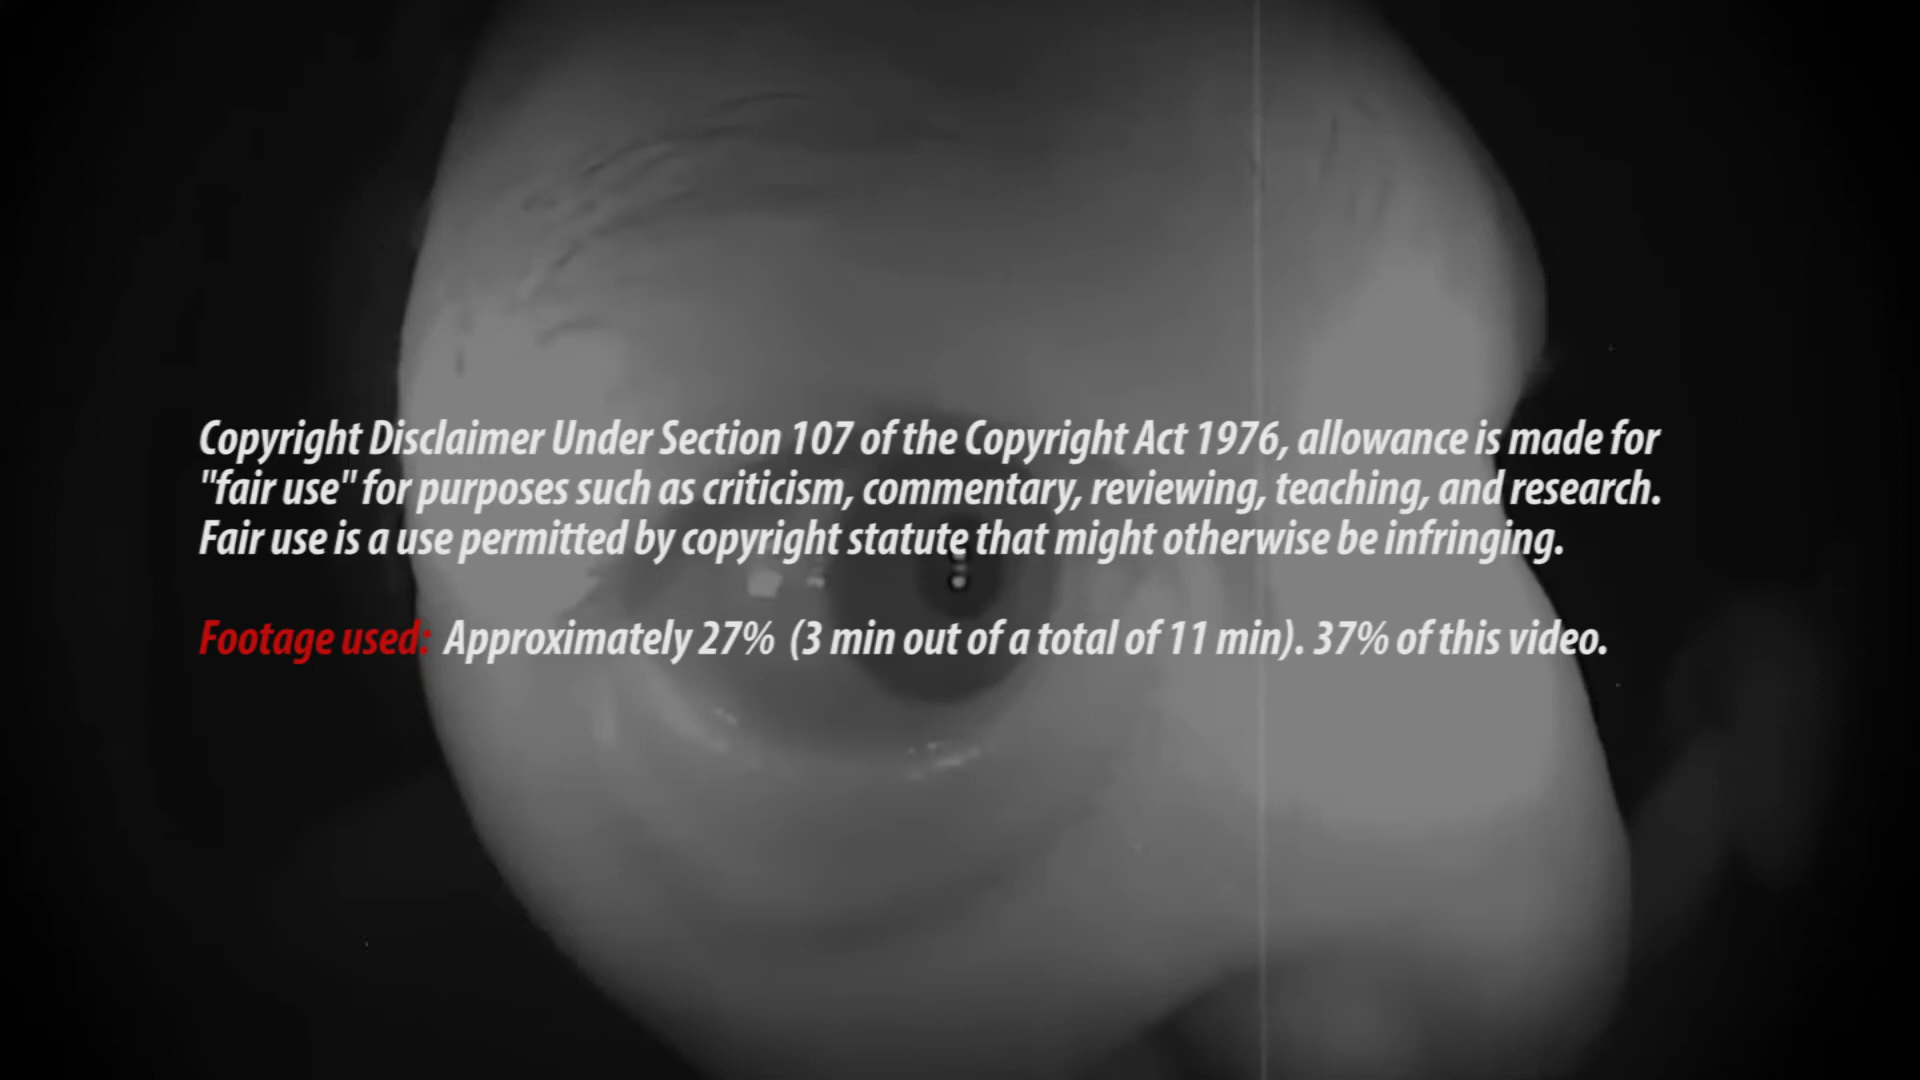 Copyright Disclaimer Under Section 107 of the Copyright Act 1976, allowance is made for
"fair use" for purposes such as criticism, commentary, reviewing, teaching, and research.
Fair use is a use permitted by copyright statute that might otherwise be infringing.
Footage used: Approximately 27% (3 min out of a total of 11 min). 37% of this video.